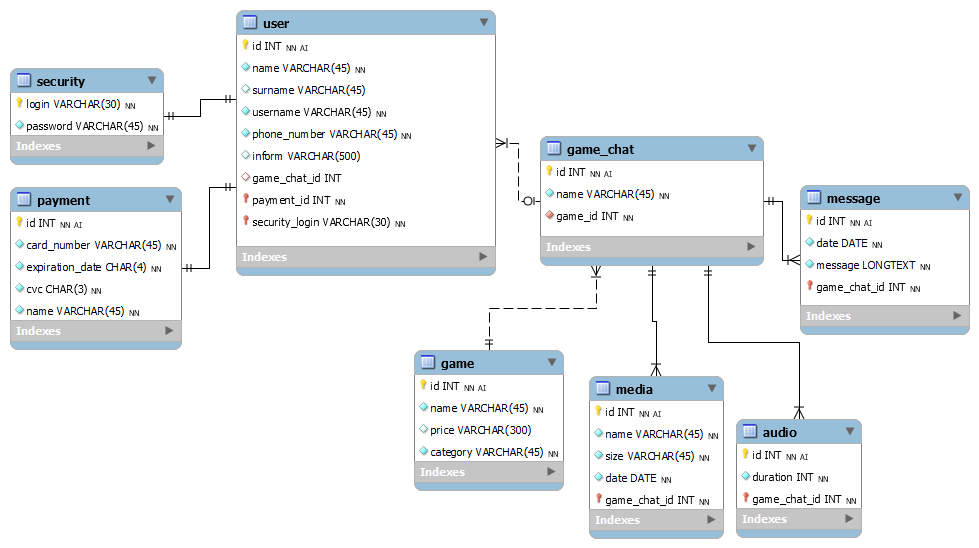 user
id INT NN AI
name VARCHAR(45) NN
surname VARCHAR(45)
username VARCHAR(45) NN
phone_number VARCHAR(45) NN
inform VARCHAR(500)
game_chat_id INT
payment_id INT NN
security_login VARCHAR(30) NN
Indexes
security
login VARCHAR(30) NN
password VARCHAR(45) NN
Indexes
payment
id INT NN AI
card_number VARCHAR(45) NN
expiration_date CHAR(4) NN
cvc CHAR(3) NN
name VARCHAR(45) NN
Indexes
game_chat
id INT NN AI
name VARCHAR(45) NN
game_id INT NN
Indexes
message
id INT NN AI
date DATE NN
message LONGTEXT NN
game_chat_id INT NN
Indexes
game
id INT NN AI
name VARCHAR(45) NN
price VARCHAR(300)
category VARCHAR(45) NN
Indexes
media
id INT NN AI
name VARCHAR(45) NN
size VARCHAR(45) NN
date DATE NN
game_chat_id INT NN
Indexes
audio
id INT NN AI
duration INT NN
game_chat_id INT NN
Indexes